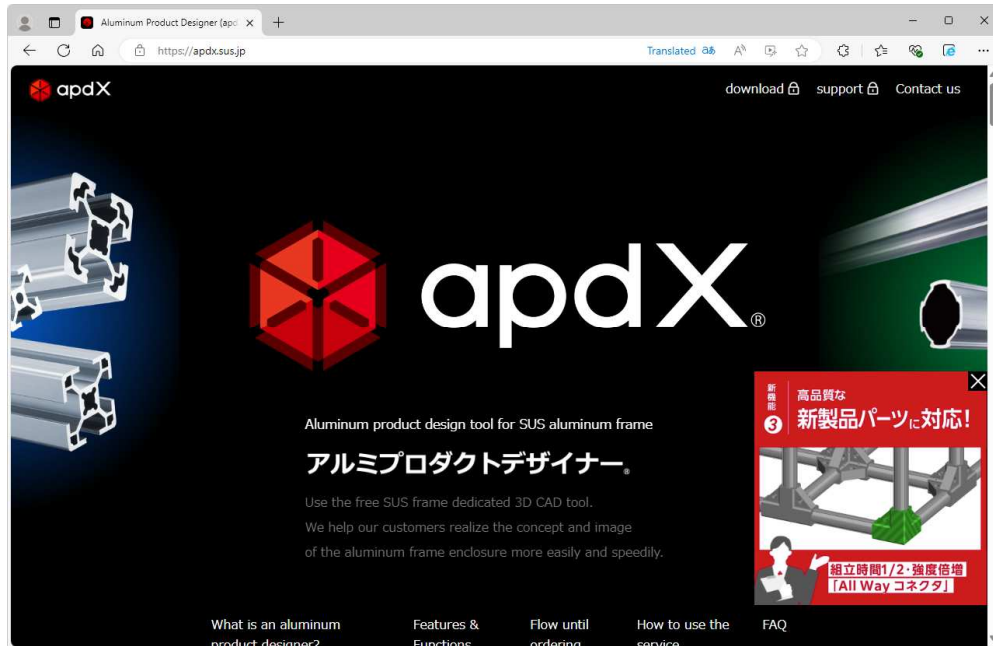 Aluminum Product Designer (apd
https://apdx.sus.jp
Translated
apdX
download
support
Contact us
apdX®
Aluminum product design tool for SUS aluminum frame
アルミプロダクトデザイナー®
Use the free SUS frame dedicated 3D CAD tool.
We help our customers realize the concept and image
of the aluminum frame enclosure more easily and speedily.
新機能
3
高品質な
新製品パーツに対応!
組立時間1/2・強度倍増
「All Way コネクタ」
What is an aluminum
product designer?
Features &
Functions
Flow until
ordering
How to use the
service
FAQ